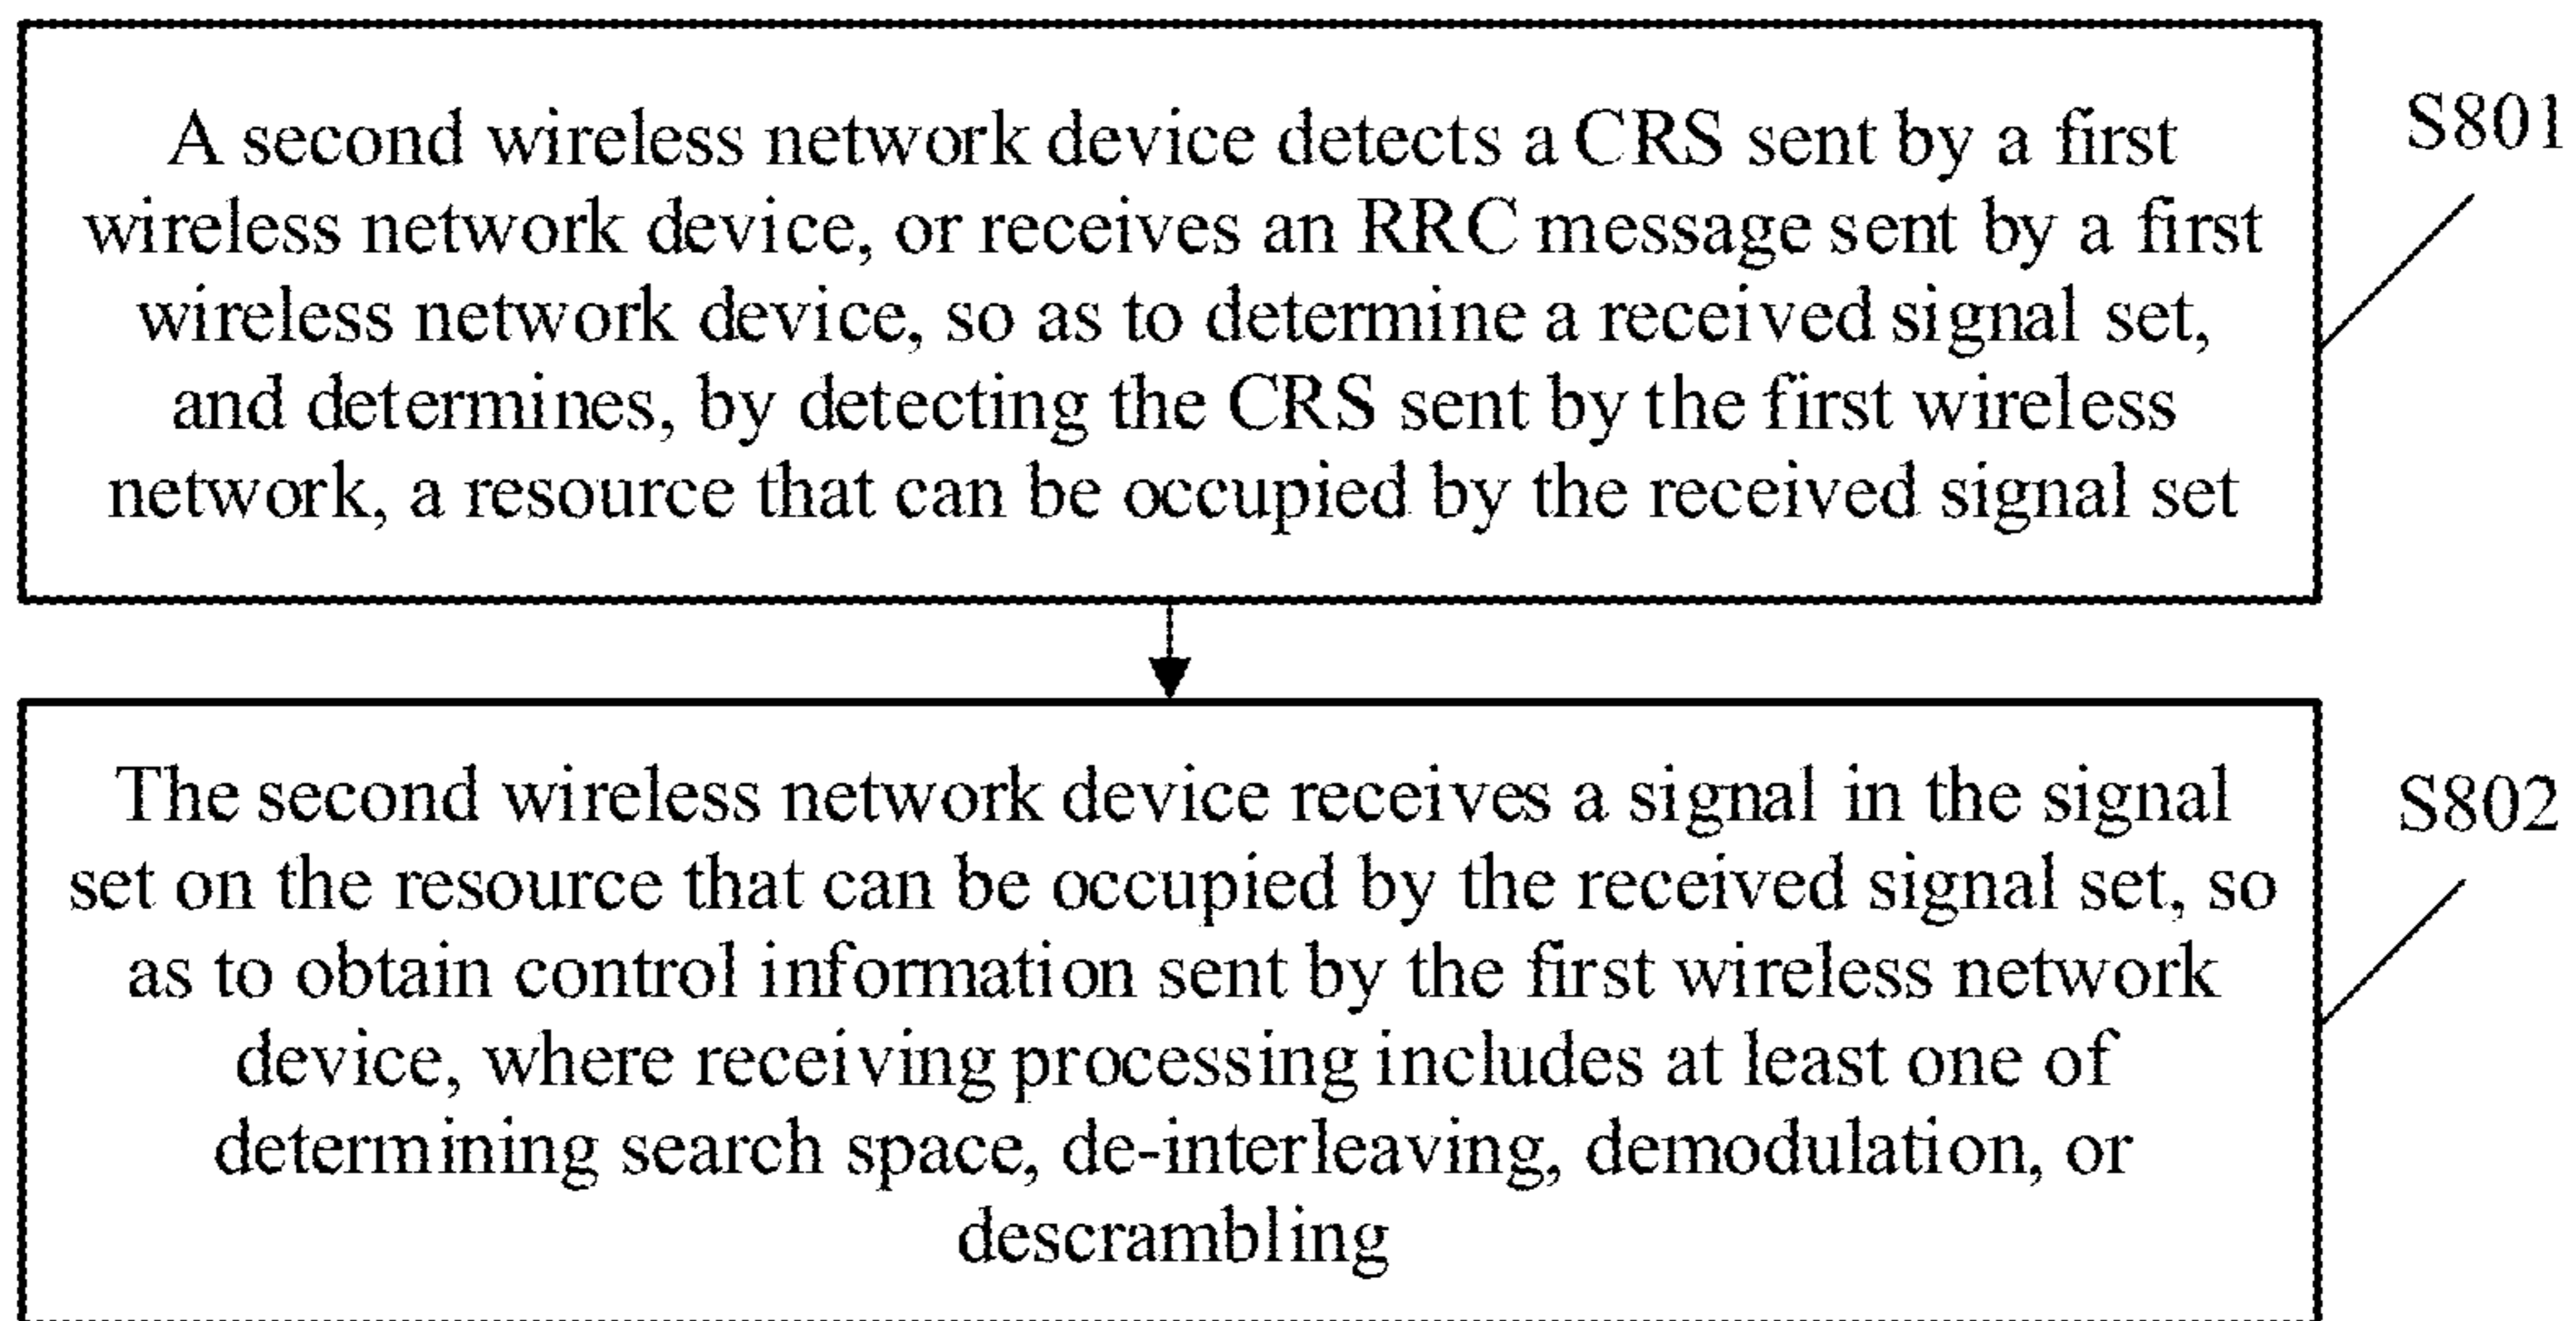 A second wireless network device detects a CRS sent by a first
wireless network device, or receives an RRC message sent by a first
wireless network device, so as to determine a received signal set,
and determines, by detecting the CRS sent by the first wireless
network, a resource that can be occupied by the received signal set
S801
The second wireless network device receives a signal in the signal
set on the resource that can be occupied by the received signal set, so
as to obtain control information sent by the first wireless network
device, where receiving processing includes at least one of
determining search space, de-interleaving, demodulation, or
descrambling
S802